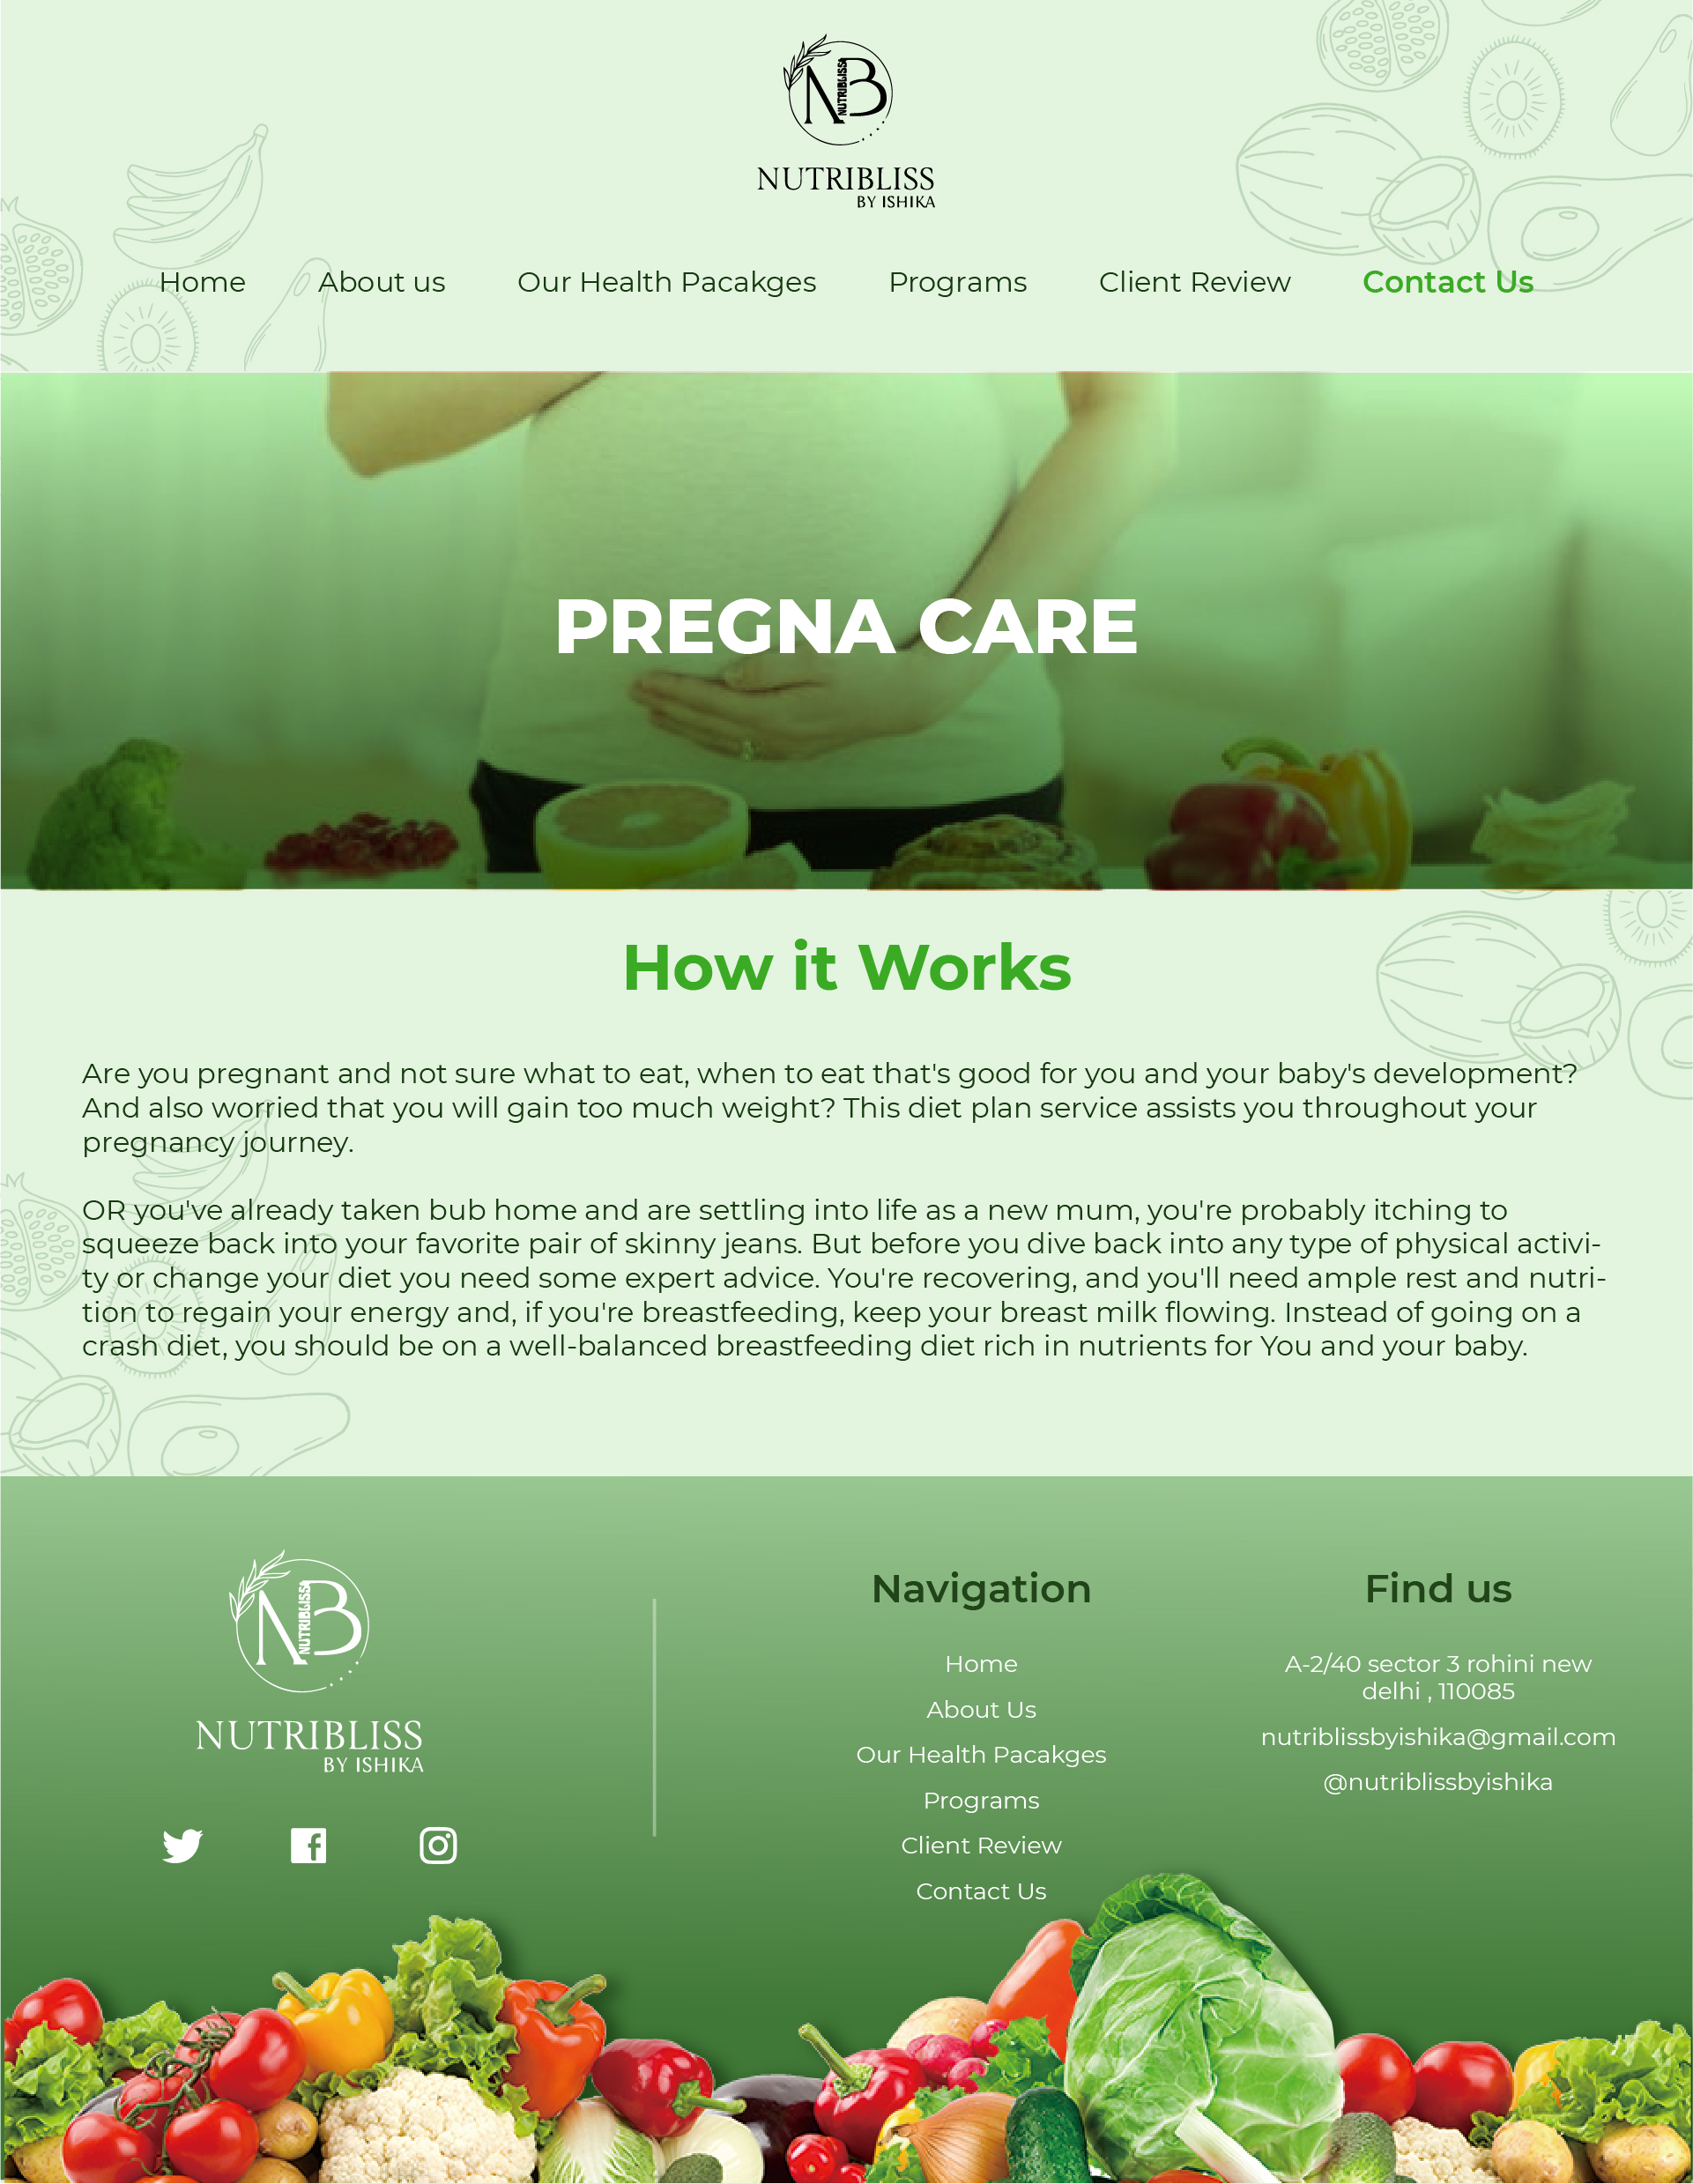 NB
NUTRIBLISS
NUTRIBLISS
BY ISHIKA
Home About us Our Health Pacakges Programs Client Review Contact Us
PREGNA CARE
How it Works
Are you pregnant and not sure what to eat, when to eat that's good for you and your baby's development?
And also worried that you will gain too much weight? This diet plan service assists you throughout your
pregnancy journey.
OR you've already taken bub home and are settling into life as a new mum, you're probably itching to
squeeze back into your favorite pair of skinny jeans. But before you dive back into any type of physical activi-
ty or change your diet you need some expert advice. You're recovering, and you'll need ample rest and nutri-
tion to regain your energy and, if you're breastfeeding, keep your breast milk flowing. Instead of going on a
crash diet, you should be on a well-balanced breastfeeding diet rich in nutrients for You and your baby.
NB
NUTRIBLISS
NUTRIBLISS
BY ISHIKA
Navigation
Home
About Us
Our Health Pacakges
Programs
Client Review
Contact Us
Find us
A-2/40 sector 3 rohini new
delhi , 110085
nutriblissbyishika@gmail.com
@nutriblissbyishika